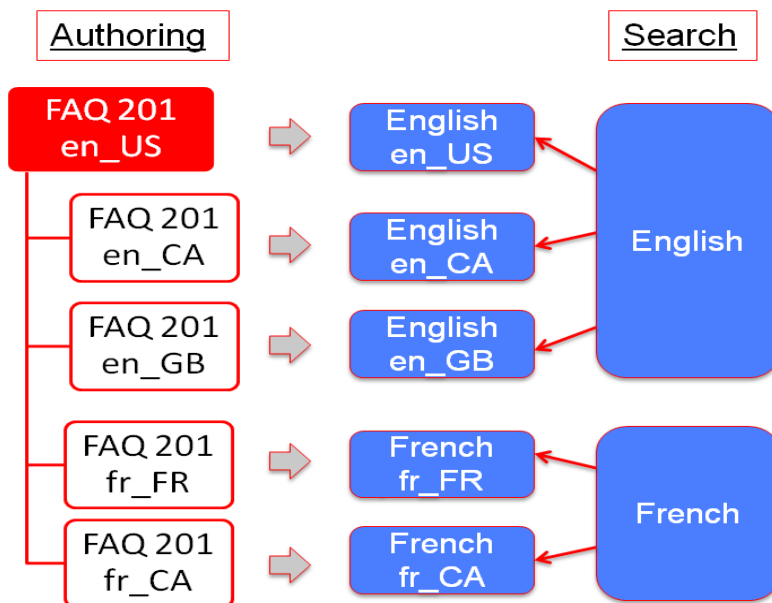 Authoring
Search
FAQ 201
en_US
English
en_US
FAQ 201
en_CA
English
en_CA
English
FAQ 201
en_GB
English
en_GB
FAQ 201
fr_FR
French
fr_FR
French
FAQ 201
fr_CA
French
fr_CA